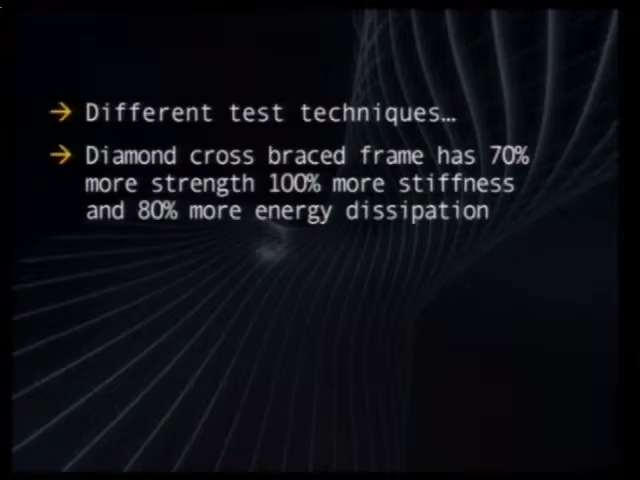 → Different test techniques…
→ Diamond cross braced frame has 70%
more strength 100% more stiffness
and 80% more energy dissipation